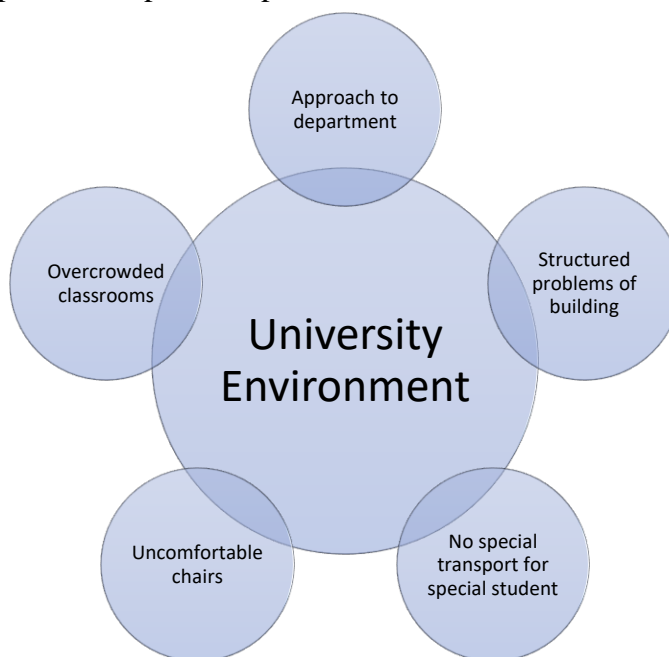 Approach to
department
Overcrowded
classrooms
Structured
problems of
building
University
Environment
Uncomfortable
chairs
No special
transport for
special student